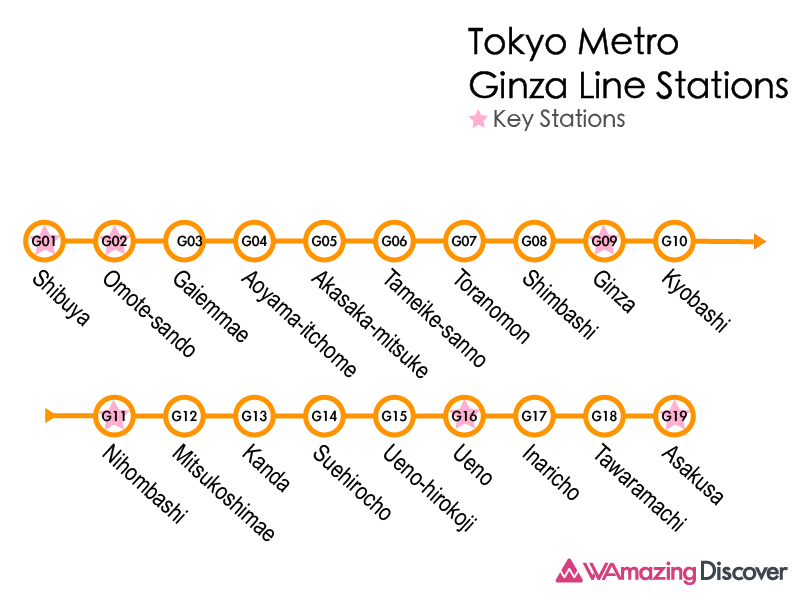 Tokyo Metro
Ginza Line Stations
Key Stations
G01 G02 G03 G04 G05 G06 G07 G08 G09 G10
Shibuya
Omote-sando
Gaiemmae
Aoyama-itchome
Akasaka-mitsuke
Tameike-sanno
Toranomon
Shimbashi
Ginza
Kyobashi
G11 G12 G13 G14 G15 G16 G17 G18 G19
Nihombashi
Mitsukoshimae
Kanda
Suehirocho
Ueno-hirokoji
Ueno
Inaricho
Tawaramachi
Asakusa
WAmazing Discover